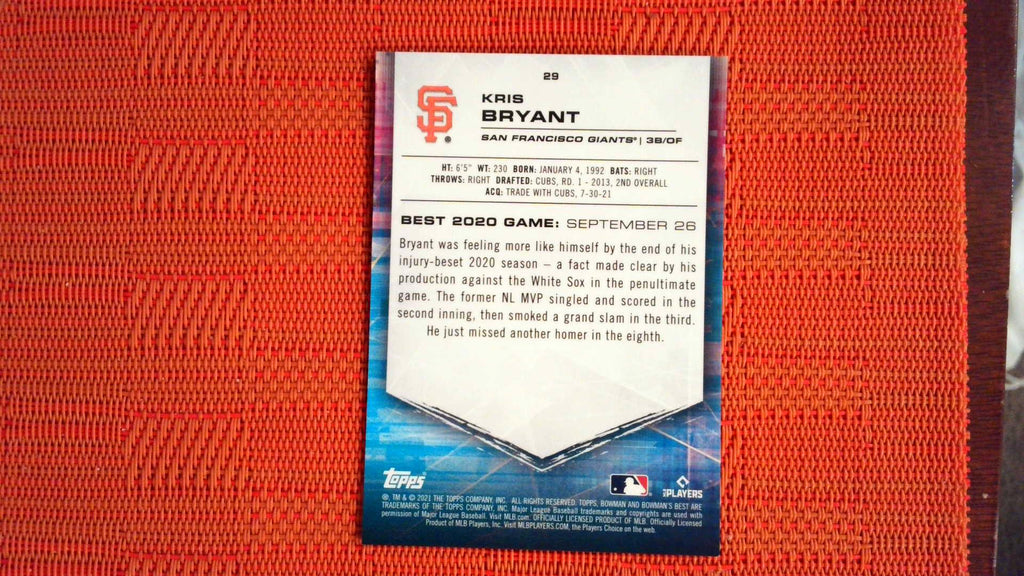 29
SF
KRIS
BRYANT
SAN FRANCISCO GIANTS® | 3B/OF
HT: 6'5" WT: 230 BORN: JANUARY 4, 1992 BATS: RIGHT
THROWS: RIGHT DRAFTED: CUBS, RD. 1 - 2013, 2ND OVERALL
ACQ: TRADE WITH CUBS, 7-30-21
BEST 2020 GAME: SEPTEMBER 26
Bryant was feeling more like himself by the end of his
injury-beset 2020 season – a fact made clear by his
production against the White Sox in the penultimate
game. The former NL MVP singled and scored in the
second inning, then smoked a grand slam in the third.
He just missed another homer in the eighth.
Topps
MLB PLAYERS
®, TM & © 2021 THE TOPPS COMPANY, INC. ALL RIGHTS RESERVED. TOPPS, BOWMAN AND BOWMAN'S BEST ARE
TRADEMARKS OF THE TOPPS COMPANY, INC. Major League Baseball trademarks and copyrights are used with
permission of Major League Baseball. Visit MLB.com. OFFICIALLY LICENSED PRODUCT OF MLB. Officially Licensed
Product of MLB Players, Inc. Visit MLBPLAYERS.COM, the Players Choice on the web.